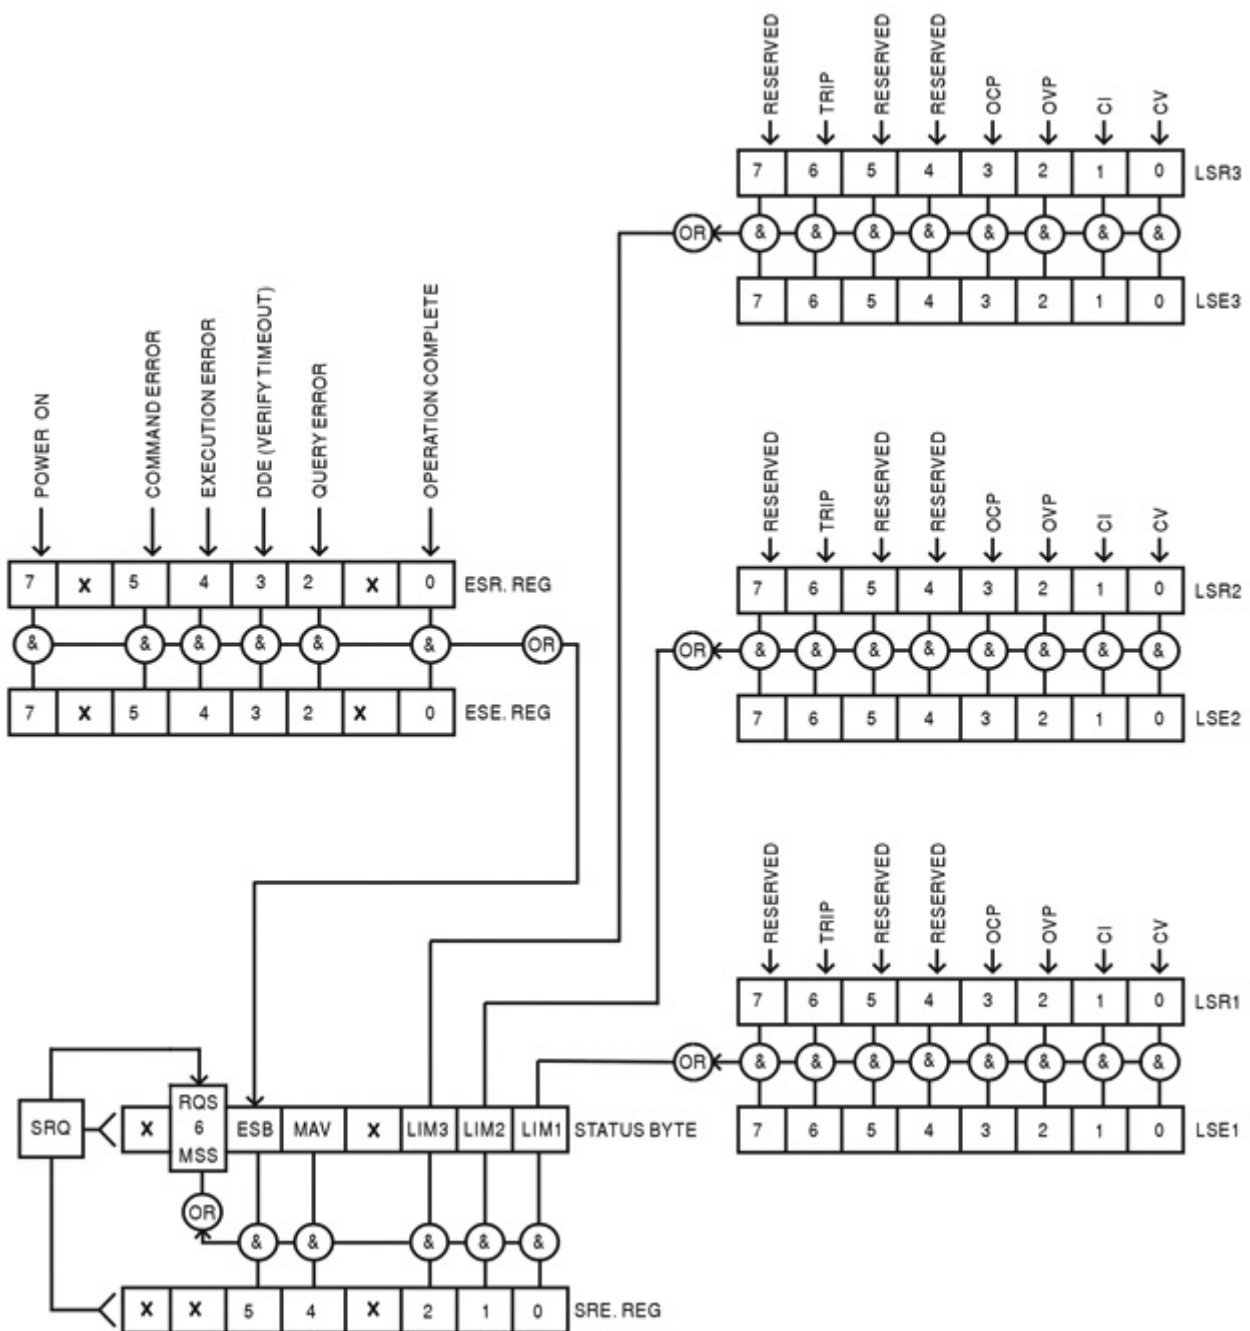 RESERVED TRIP RESERVED RESERVED OCP OVP CI CV
7 6 5 4 3 2 1 0 LSR3
OR & & & & & & & &
7 6 5 4 3 2 1 0 LSE3
POWER ON COMMAND ERROR EXECUTION ERROR DDE (VERIFY TIMEOUT) QUERY ERROR OPERATION COMPLETE
7 X 5 4 3 2 X 0 ESR. REG
& & & & & & OR
7 X 5 4 3 2 X 0 ESE. REG
RESERVED TRIP RESERVED RESERVED OCP OVP CI CV
7 6 5 4 3 2 1 0 LSR2
OR & & & & & & & &
7 6 5 4 3 2 1 0 LSE2
RESERVED TRIP RESERVED RESERVED OCP OVP CI CV
7 6 5 4 3 2 1 0 LSR1
OR & & & & & & & &
7 6 5 4 3 2 1 0 LSE1
SRQ X RQS 6 MSS ESB MAV X LIM3 LIM2 LIM1 STATUS BYTE
OR
& & & & &
X X 5 4 X 2 1 0 SRE. REG